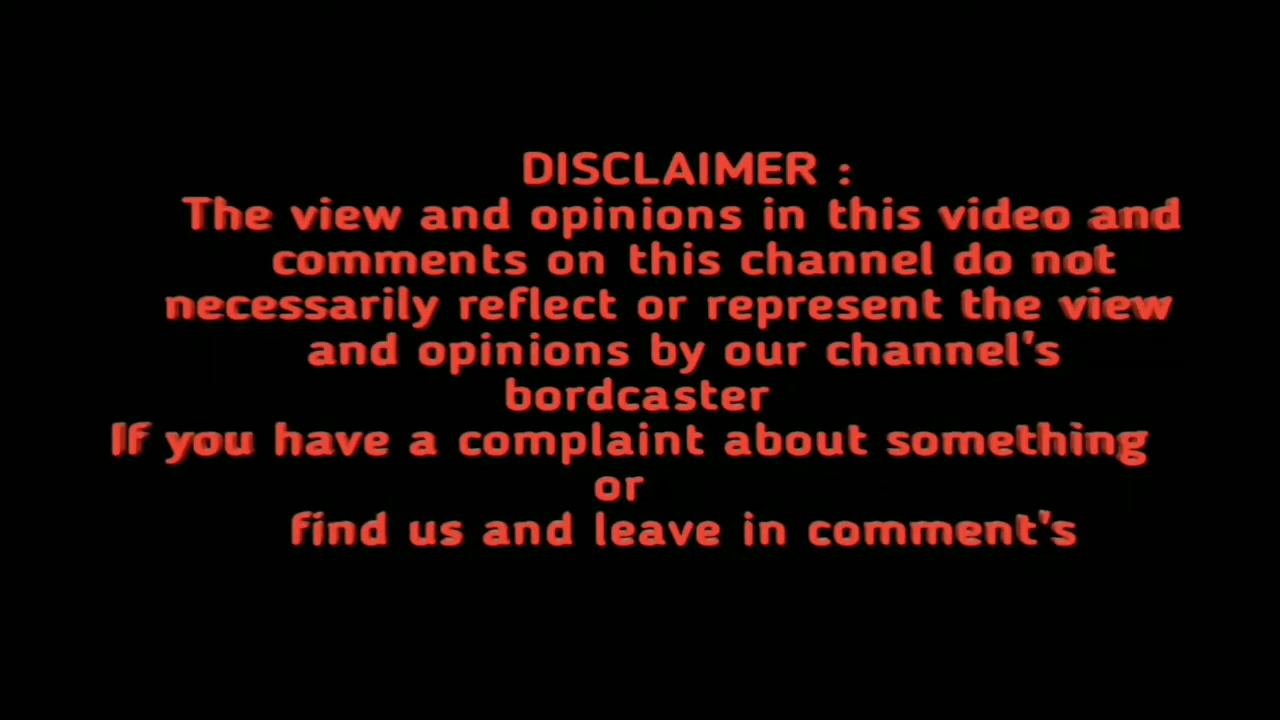 DISCLAIMER :
The view and opinions in this video and
comments on this channel do not
necessarily reflect or represent the view
and opinions by our channel's
bordcaster
If you have a complaint about something
or
find us and leave in comment's